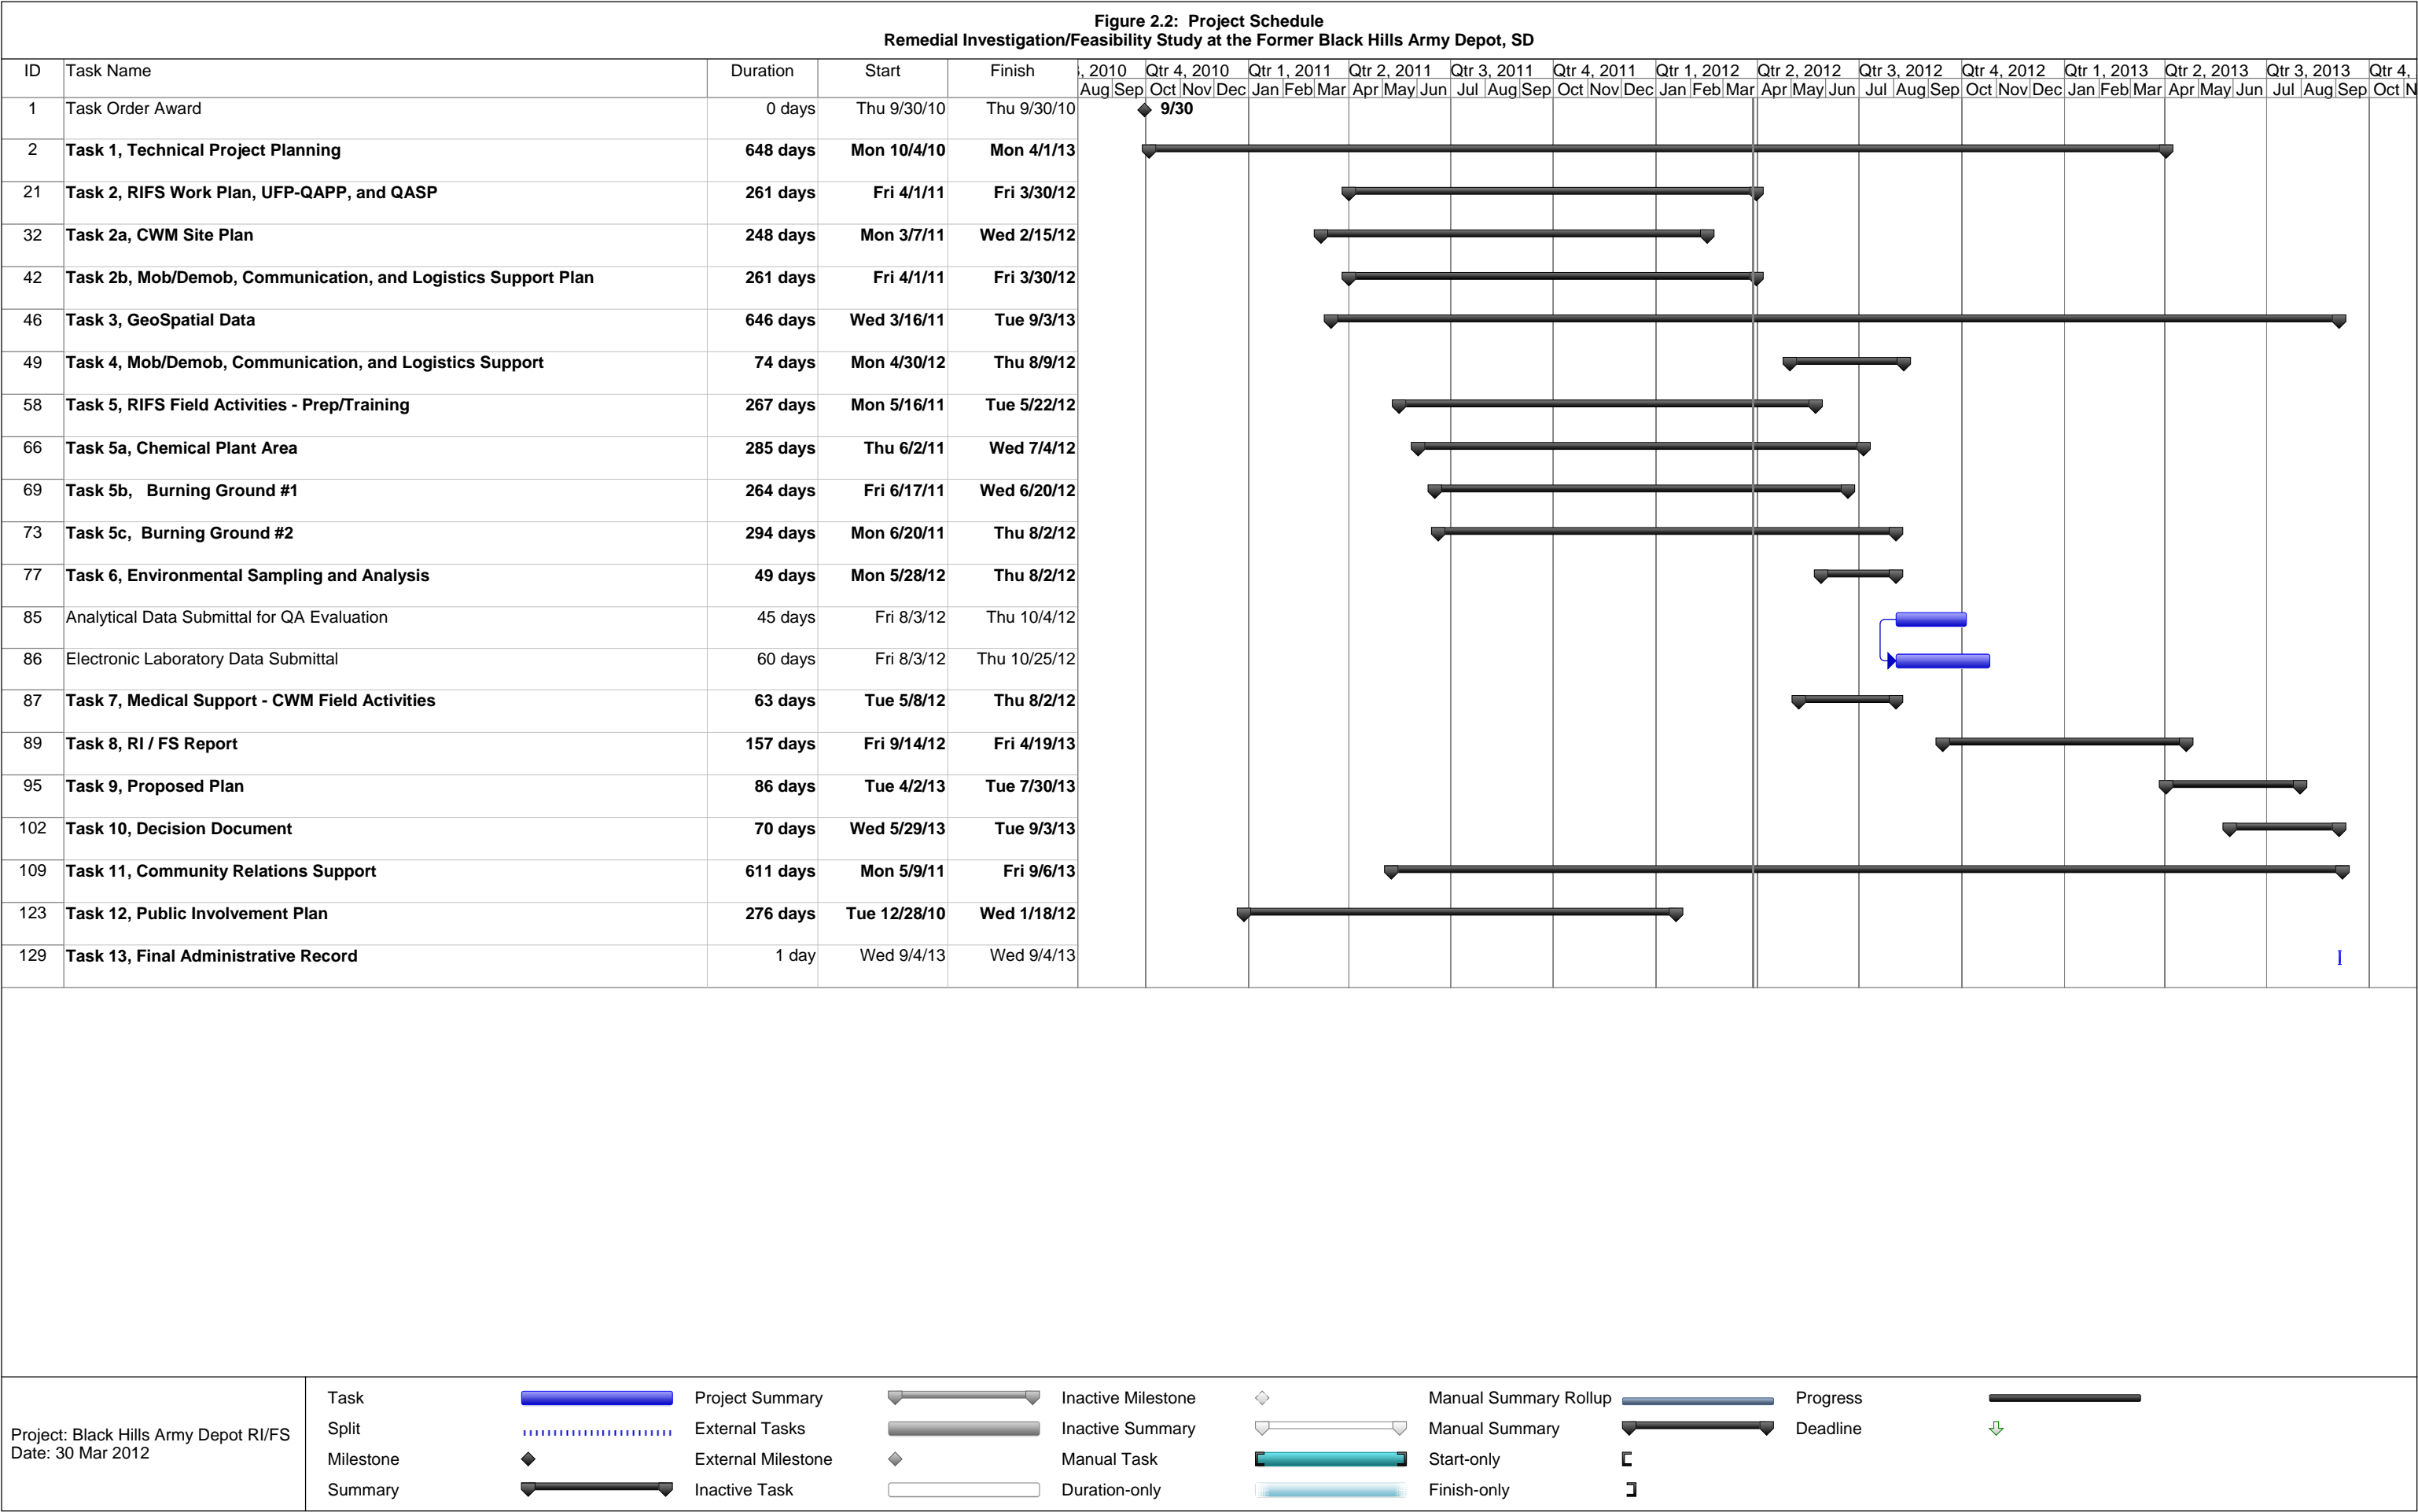 Figure 2.2:  Project Schedule
Remedial Investigation/Feasibility Study at the Former Black Hills Army Depot, SD
ID Task Name Duration Start Finish , 2010 Qtr 4, 2010 Qtr 1, 2011 Qtr 2, 2011 Qtr 3, 2011 Qtr 4, 2011 Qtr 1, 2012 Qtr 2, 2012 Qtr 3, 2012 Qtr 4, 2012 Qtr 1, 2013 Qtr 2, 2013 Qtr 3, 2013 Qtr 4,
Aug Sep Oct Nov Dec Jan Feb Mar Apr May Jun Jul Aug Sep Oct Nov Dec Jan Feb Mar Apr May Jun Jul Aug Sep Oct Nov Dec Jan Feb Mar Apr May Jun Jul Aug Sep Oct N
1 Task Order Award 0 days Thu 9/30/10 Thu 9/30/10 9/30
2 Task 1, Technical Project Planning 648 days Mon 10/4/10 Mon 4/1/13
21 Task 2, RIFS Work Plan, UFP-QAPP, and QASP 261 days Fri 4/1/11 Fri 3/30/12
32 Task 2a, CWM Site Plan 248 days Mon 3/7/11 Wed 2/15/12
42 Task 2b, Mob/Demob, Communication, and Logistics Support Plan 261 days Fri 4/1/11 Fri 3/30/12
46 Task 3, GeoSpatial Data 646 days Wed 3/16/11 Tue 9/3/13
49 Task 4, Mob/Demob, Communication, and Logistics Support 74 days Mon 4/30/12 Thu 8/9/12
58 Task 5, RIFS Field Activities - Prep/Training 267 days Mon 5/16/11 Tue 5/22/12
66 Task 5a, Chemical Plant Area 285 days Thu 6/2/11 Wed 7/4/12
69 Task 5b,   Burning Ground #1 264 days Fri 6/17/11 Wed 6/20/12
73 Task 5c,  Burning Ground #2 294 days Mon 6/20/11 Thu 8/2/12
77 Task 6, Environmental Sampling and Analysis 49 days Mon 5/28/12 Thu 8/2/12
85 Analytical Data Submittal for QA Evaluation 45 days Fri 8/3/12 Thu 10/4/12
86 Electronic Laboratory Data Submittal 60 days Fri 8/3/12 Thu 10/25/12
87 Task 7, Medical Support - CWM Field Activities 63 days Tue 5/8/12 Thu 8/2/12
89 Task 8, RI / FS Report 157 days Fri 9/14/12 Fri 4/19/13
95 Task 9, Proposed Plan 86 days Tue 4/2/13 Tue 7/30/13
102 Task 10, Decision Document 70 days Wed 5/29/13 Tue 9/3/13
109 Task 11, Community Relations Support 611 days Mon 5/9/11 Fri 9/6/13
123 Task 12, Public Involvement Plan 276 days Tue 12/28/10 Wed 1/18/12
129 Task 13, Final Administrative Record 1 day Wed 9/4/13 Wed 9/4/13
Project: Black Hills Army Depot RI/FS
Date: 30 Mar 2012
Task Project Summary Inactive Milestone Manual Summary Rollup Progress
Split External Tasks Inactive Summary Manual Summary Deadline
Milestone External Milestone Manual Task Start-only
Summary Inactive Task Duration-only Finish-only